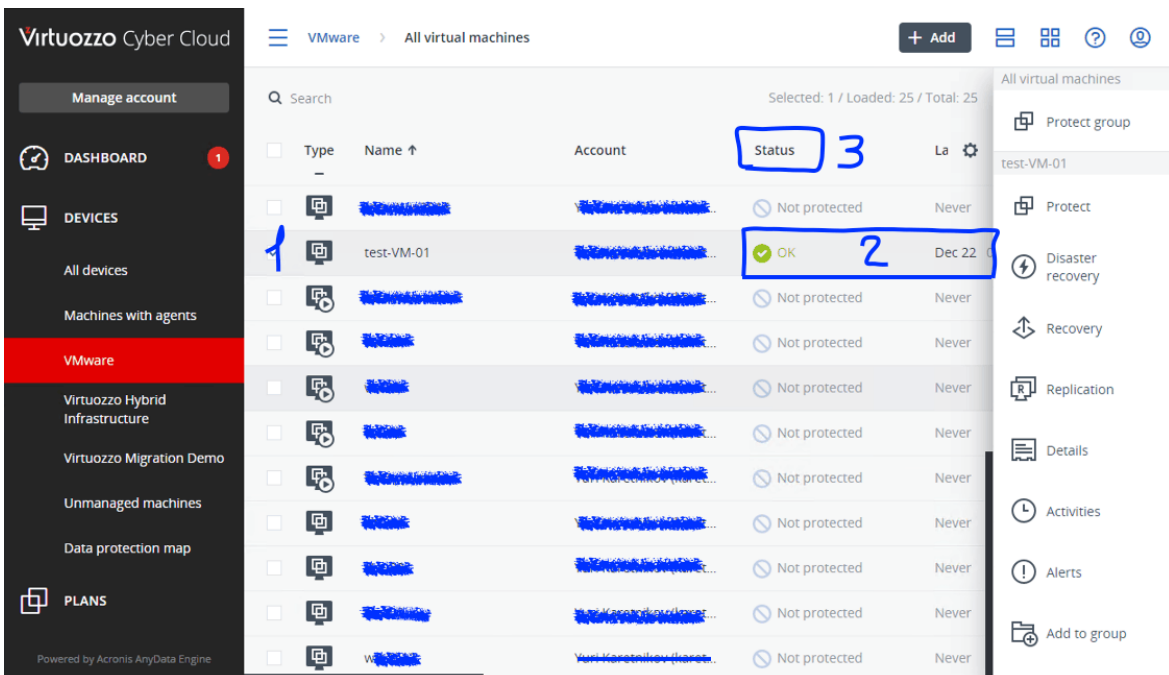 Virtuozzo Cyber Cloud
VMware > All virtual machines
+ Add
Manage account
DASHBOARD 1
DEVICES
All devices
Machines with agents
VMware
Virtuozzo Hybrid
Infrastructure
Virtuozzo Migration Demo
Unmanaged machines
Data protection map
PLANS
Powered by Acronis AnyData Engine
Search
Selected: 1 / Loaded: 25 / Total: 25
Type Name ↑ Account Status 3 La
Not protected Never
1 test-VM-01 OK 2 Dec 22
Not protected Never
Not protected Never
Not protected Never
Not protected Never
Not protected Never
Not protected Never
Not protected Never
Not protected Never
Not protected Never
All virtual machines
Protect group
test-VM-01
Protect
Disaster
recovery
Recovery
Replication
Details
Activities
Alerts
Add to group